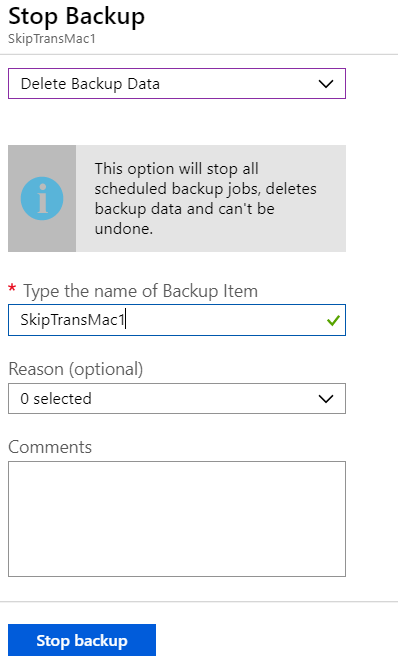 Stop Backup
SkipTransMac1
Delete Backup Data
This option will stop all
scheduled backup jobs, deletes
backup data and can't be
undone.
* Type the name of Backup Item
SkipTransMac1
Reason (optional)
0 selected
Comments
Stop backup